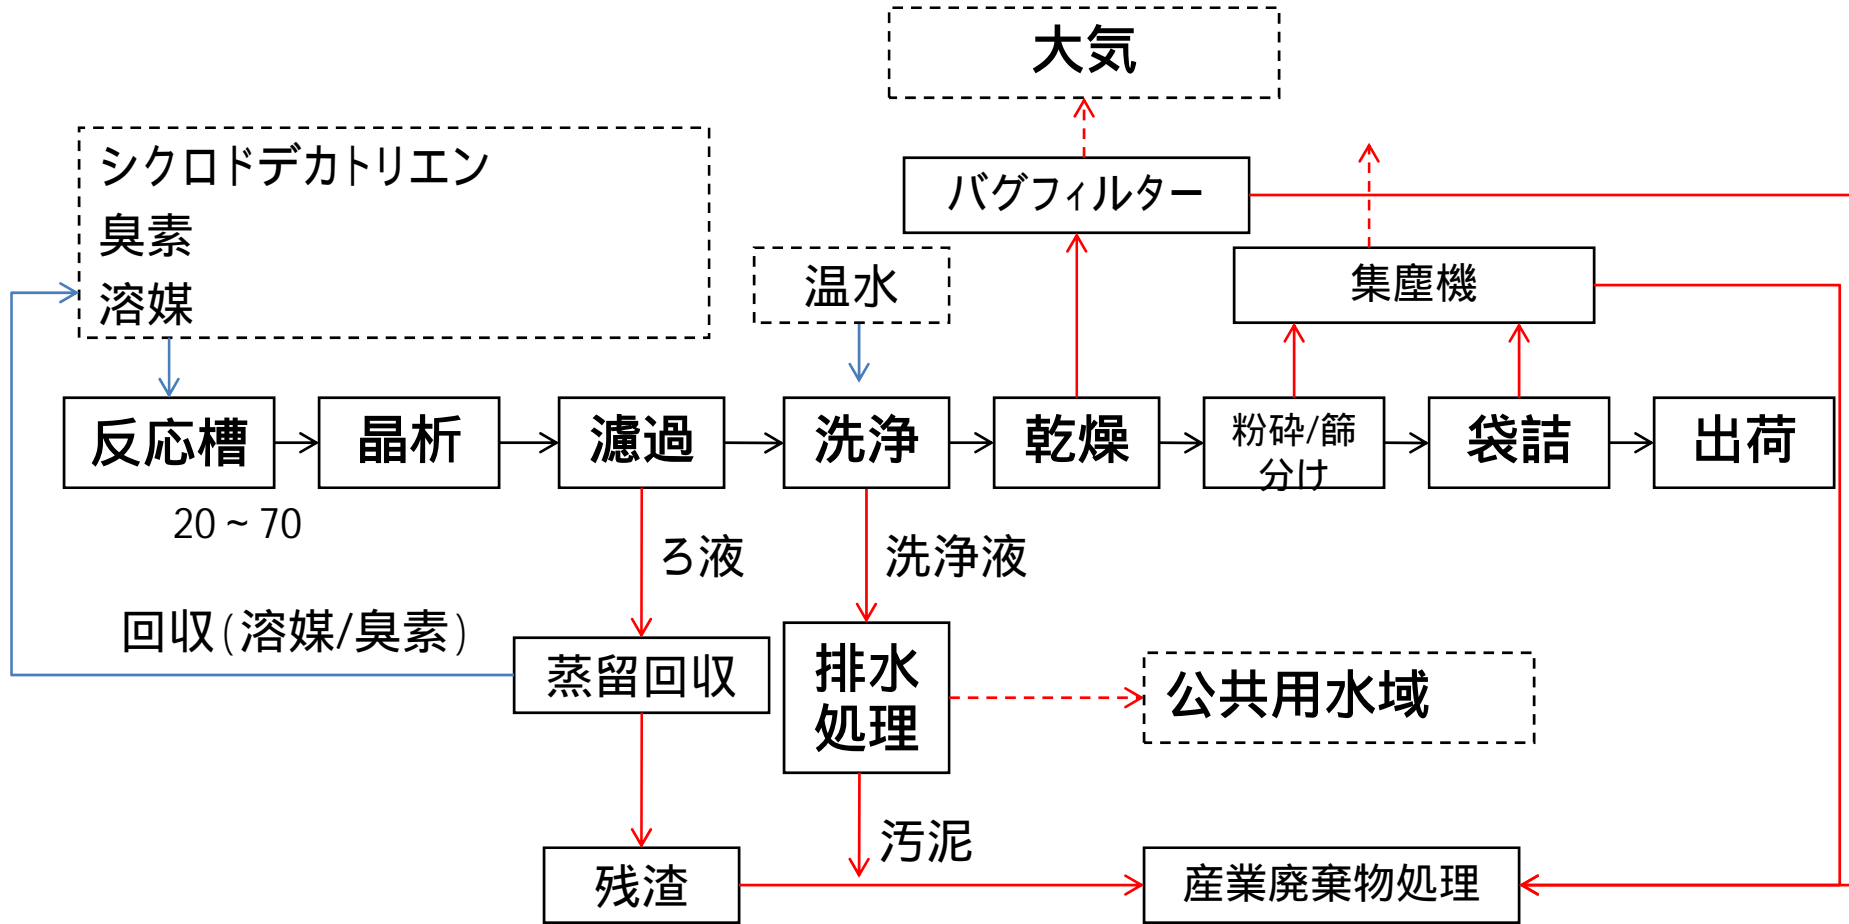 大気
シクロドデカトリエン
臭素
溶媒
バグフィルター
温水
集塵機
反応槽
晶析
濾過
洗浄
乾燥
粉砕/篩
分け
袋詰
出荷
20～70
ろ液
洗浄液
回収(溶媒/臭素)
蒸留回収
排水
処理
公共用水域
汚泥
残渣
産業廃棄物処理